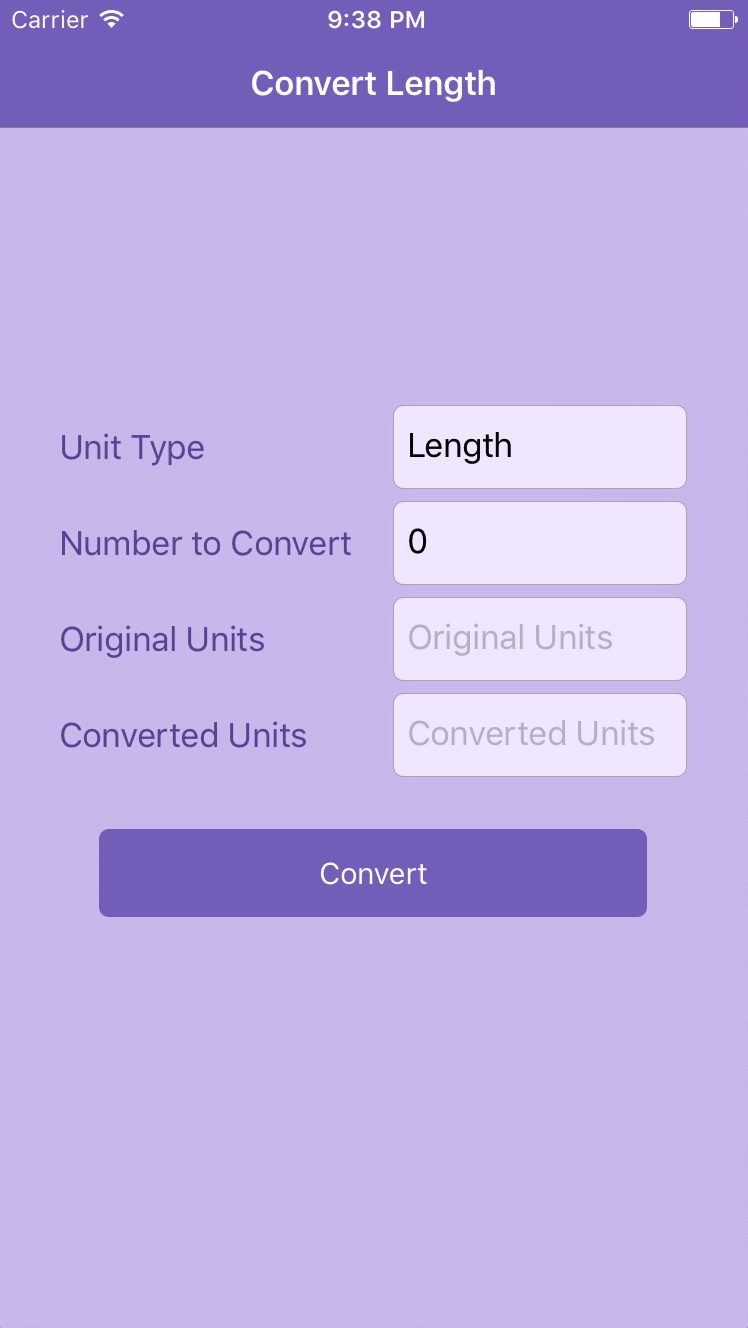 Carrier 9:38 PM
Convert Length
Unit Type Length
Number to Convert 0
Original Units Original Units
Converted Units Converted Units
Convert